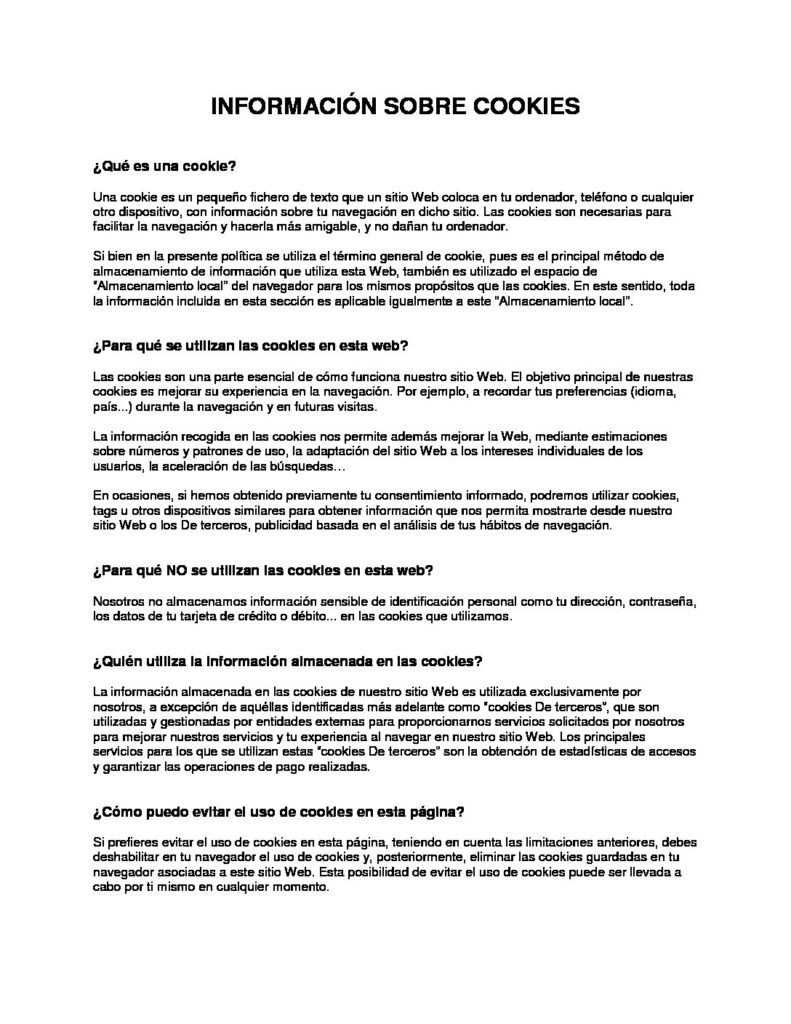 INFORMACIÓN SOBRE COOKIES
¿Qué es una cookie?
Una cookie es un pequeño fichero de texto que un sitio Web coloca en tu ordenador, teléfono o cualquier
otro dispositivo, con información sobre tu navegación en dicho sitio. Las cookies son necesarias para
facilitar la navegación y hacerla más amigable, y no dañan tu ordenador.
Si bien en la presente política se utiliza el término general de cookie, pues es el principal método de
almacenamiento de información que utiliza esta Web, también es utilizado el espacio de
"Almacenamiento local" del navegador para los mismos propósitos que las cookies. En este sentido, toda
la información incluida en esta sección es aplicable igualmente a este "Almacenamiento local".
¿Para qué se utilizan las cookies en esta web?
Las cookies son una parte esencial de cómo funciona nuestro sitio Web. El objetivo principal de nuestras
cookies es mejorar su experiencia en la navegación. Por ejemplo, a recordar tus preferencias (idioma,
país...) durante la navegación y en futuras visitas.
La información recogida en las cookies nos permite además mejorar la Web, mediante estimaciones
sobre números y patrones de uso, la adaptación del sitio Web a los intereses individuales de los
usuarios, la aceleración de las búsquedas…
En ocasiones, si hemos obtenido previamente tu consentimiento informado, podremos utilizar cookies,
tags u otros dispositivos similares para obtener información que nos permita mostrarte desde nuestro
sitio Web o los De terceros, publicidad basada en el análisis de tus hábitos de navegación.
¿Para qué NO se utilizan las cookies en esta web?
Nosotros no almacenamos información sensible de identificación personal como tu dirección, contraseña,
los datos de tu tarjeta de crédito o débito... en las cookies que utilizamos.
¿Quién utiliza la información almacenada en las cookies?
La información almacenada en las cookies de nuestro sitio Web es utilizada exclusivamente por
nosotros, a excepción de aquéllas identificadas más adelante como "cookies De terceros", que son
utilizadas y gestionadas por entidades externas para proporcionarnos servicios solicitados por nosotros
para mejorar nuestros servicios y tu experiencia al navegar en nuestro sitio Web. Los principales
servicios para los que se utilizan estas "cookies De terceros" son la obtención de estadísticas de accesos
y garantizar las operaciones de pago realizadas.
¿Cómo puedo evitar el uso de cookies en esta página?
Si prefieres evitar el uso de cookies en esta página, teniendo en cuenta las limitaciones anteriores, debes
deshabilitar en tu navegador el uso de cookies y, posteriormente, eliminar las cookies guardadas en tu
navegador asociadas a este sitio Web. Esta posibilidad de evitar el uso de cookies puede ser llevada a
cabo por ti mismo en cualquier momento.